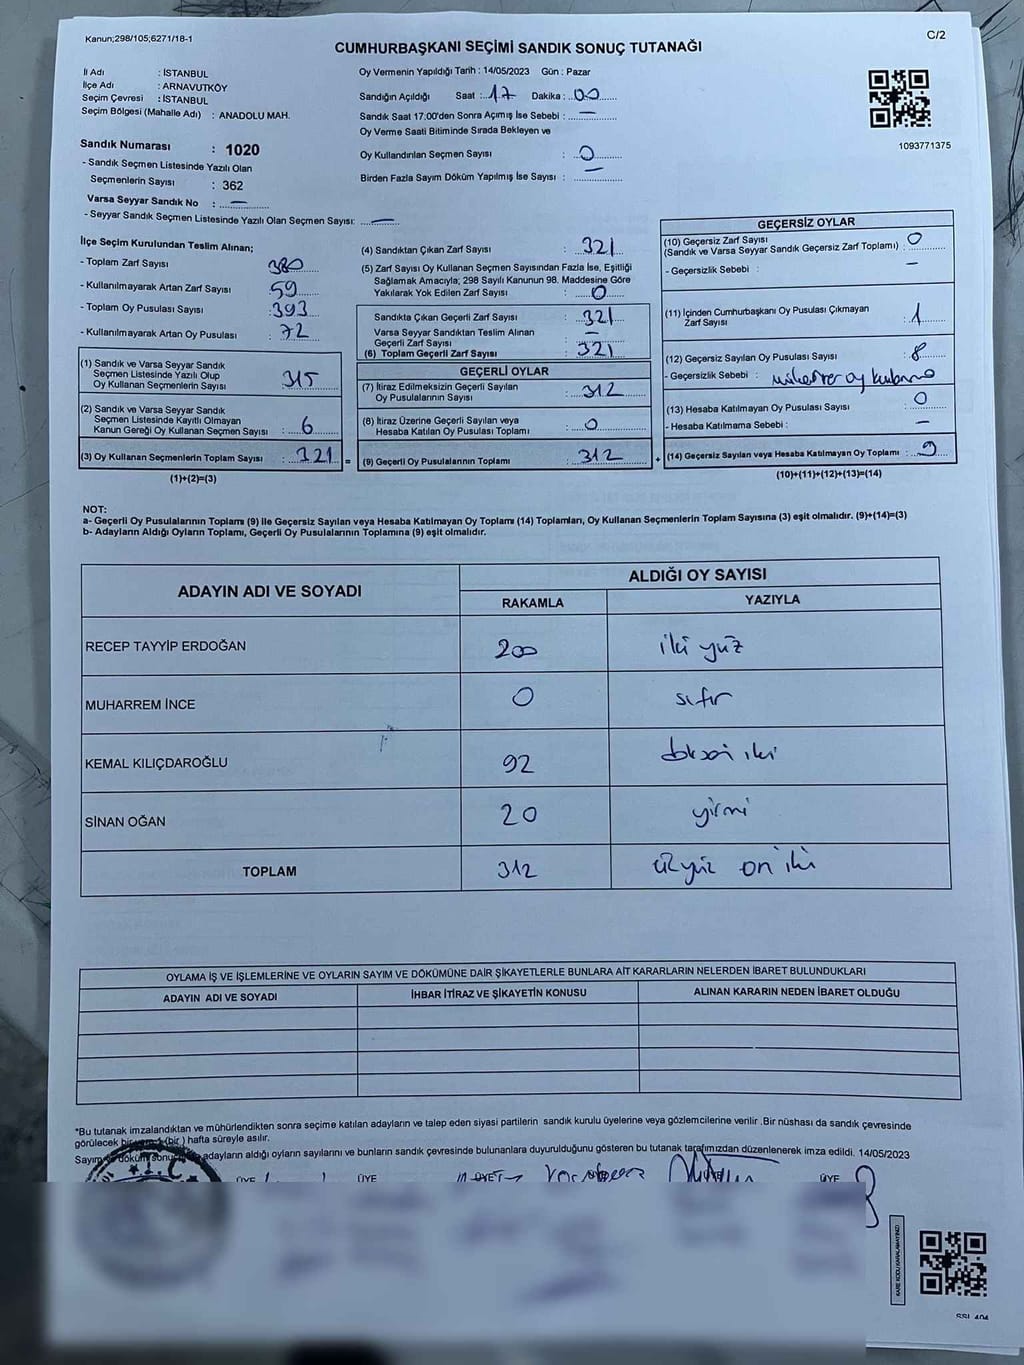 Kanun;298/105;6271/18-1
C/2
CUMHURBAŞKANI SEÇİMİ SANDIK SONUÇ TUTANAĞI
İl Adı : İSTANBUL
İlçe Adı : ARNAVUTKÖY
Seçim Çevresi : İSTANBUL
Seçim Bölgesi (Mahalle Adı) : ANADOLU MAH.
Sandık Numarası : 1020
- Sandık Seçmen Listesinde Yazılı Olan
Seçmenlerin Sayısı : 362
Varsa Seyyar Sandık No : —
- Seyyar Sandık Seçmen Listesinde Yazılı Olan Seçmen Sayısı: —
Oy Vermenin Yapıldığı Tarih : 14/05/2023 Gün : Pazar
Sandığın Açıldığı Saat : 17 Dakika : 00
Sandık Saat 17:00'den Sonra Açımış İse Sebebi : —
Oy Verme Saati Bitiminde Sırada Bekleyen ve
Oy Kullandırılan Seçmen Sayısı : 0
Birden Fazla Sayım Döküm Yapılmış İse Sayısı : —
1093771375
İlçe Seçim Kurulundan Teslim Alınan;
- Toplam Zarf Sayısı 380
- Kullanılmayarak Artan Zarf Sayısı : 59
- Toplam Oy Pusulası Sayısı : 393
- Kullanılmayarak Artan Oy Pusulası : 72
(1) Sandık ve Varsa Seyyar Sandık
Seçmen Listesinde Yazılı Olup
Oy Kullanan Seçmenlerin Sayısı : 315
(2) Sandık ve Varsa Seyyar Sandık
Seçmen Listesinde Kayıtlı Olmayan
Kanun Gereği Oy Kullanan Seçmen Sayısı : 6
(3) Oy Kullanan Seçmenlerin Toplam Sayısı : 321 =
(1)+(2)=(3)
(4) Sandıktan Çıkan Zarf Sayısı : 321
(5) Zarf Sayısı Oy Kullanan Seçmen Sayısından Fazla İse, Eşitliği
Sağlamak Amacıyla; 298 Sayılı Kanunun 98. Maddesine Göre
Yakılarak Yok Edilen Zarf Sayısı : 0
Sandıkta Çıkan Geçerli Zarf Sayısı : 321
Varsa Seyyar Sandıktan Teslim Alınan
Geçerli Zarf Sayısı : —
(6) Toplam Geçerli Zarf Sayısı : 321
GEÇERLİ OYLAR
(7) İtiraz Edilmeksizin Geçerli Sayılan
Oy Pusulalarının Sayısı : 312
(8) İtiraz Üzerine Geçerli Sayılan veya
Hesaba Katılan Oy Pusulası Toplamı : 0
(9) Geçerli Oy Pusulalarının Toplamı : 312 +
GEÇERSİZ OYLAR
(10) Geçersiz Zarf Sayısı
(Sandık ve Varsa Seyyar Sandık Geçersiz Zarf Toplamı) : 0
- Geçersizlik Sebebi : —
(11) İçinden Cumhurbaşkanı Oy Pusulası Çıkmayan
Zarf Sayısı : 1
(12) Geçersiz Sayılan Oy Pusulası Sayısı : 8
- Geçersizlik Sebebi : oy
(13) Hesaba Katılmayan Oy Pusulası Sayısı : 0
- Hesaba Katılmama Sebebi : —
(14) Geçersiz Sayılan veya Hesaba Katılmayan Oy Toplamı : 9
(10)+(11)+(12)+(13)=(14)
NOT:
a- Geçerli Oy Pusulalarının Toplamı (9) ile Geçersiz Sayılan veya Hesaba Katılmayan Oy Toplamı (14) Toplamları, Oy Kullanan Seçmenlerin Toplam Sayısına (3) eşit olmalıdır. (9)+(14)=(3)
b- Adayların Aldığı Oyların Toplamı, Geçerli Oy Pusulalarının Toplamına (9) eşit olmalıdır.
ADAYIN ADI VE SOYADI
ALDIĞI OY SAYISI
RAKAMLA YAZIYLA
RECEP TAYYİP ERDOĞAN 200 iki yüz
MUHARREM İNCE 0 sıfır
KEMAL KILIÇDAROĞLU 92 doksan iki
SİNAN OĞAN 20 yirmi
TOPLAM 312 üçyüz on iki
OYLAMA İŞ VE İŞLEMLERİNE VE OYLARIN SAYIM VE DÖKÜMÜNE DAİR ŞİKAYETLERLE BUNLARA AİT KARARLARIN NELERDEN İBARET BULUNDUKLARI
ADAYIN ADI VE SOYADI İHBAR İTİRAZ VE ŞİKAYETİN KONUSU ALINAN KARARIN NEDEN İBARET OLDUĞU
*Bu tutanak imzalandıktan ve mühürlendikten sonra seçime katılan adayların ve talep eden siyasi partilerin sandık kurulu üyelerine veya gözlemcilerine verilir .Bir nüshası da sandık çevresinde
görülecek bir yere 1 (bir ) hafta süreyle asılır.
Sayım ve döküm sonucu adayların aldığı oyların sayılarını ve bunların sandık çevresinde bulunanlara duyurulduğunu gösteren bu tutanak tarafımızdan düzenlenerek imza edildi. 14/05/2023
T.C
ÜYE ÜYE ÜYE ÜYE
KARE KODU KARALAMAYINIZ!